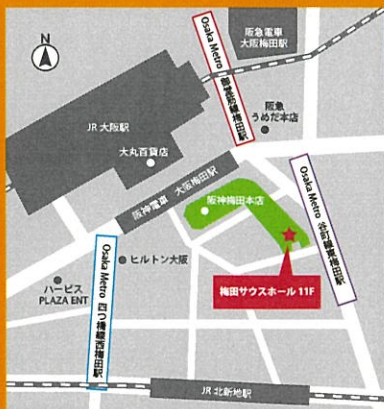 N
阪急電車
大阪梅田駅
Osaka Metro 御堂筋線梅田駅
阪急
うめだ本店
JR 大阪駅
大丸百貨店
阪神電車 大阪梅田駅
阪神梅田本店
Osaka Metro 谷町線東梅田駅
Osaka Metro 四つ橋線西梅田駅
ヒルトン大阪
ハービス
PLAZA ENT
梅田サウスホール 11F
JR 北新地駅